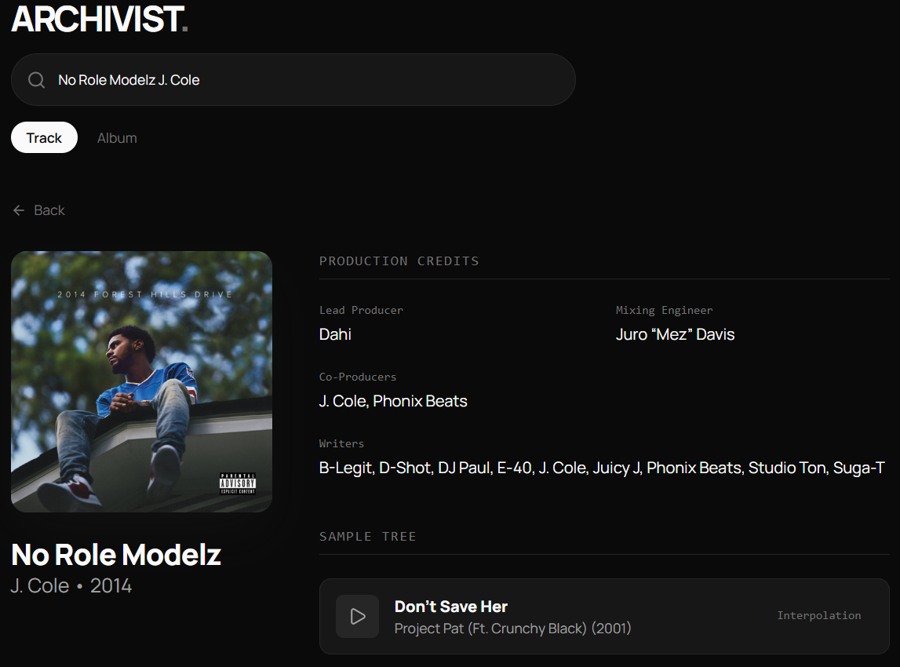 ARCHIVIST.
No Role Modelz J. Cole
Track
Album
Back
2014 FOREST HILLS DRIVE
PARENTAL
ADVISORY
EXPLICIT CONTENT
No Role Modelz
J. Cole • 2014
PRODUCTION CREDITS
Lead Producer
Dahi
Mixing Engineer
Juro “Mez” Davis
Co-Producers
J. Cole, Phonix Beats
Writers
B-Legit, D-Shot, DJ Paul, E-40, J. Cole, Juicy J, Phonix Beats, Studio Ton, Suga-T
SAMPLE TREE
Don’t Save Her
Project Pat (Ft. Crunchy Black) (2001)
Interpolation